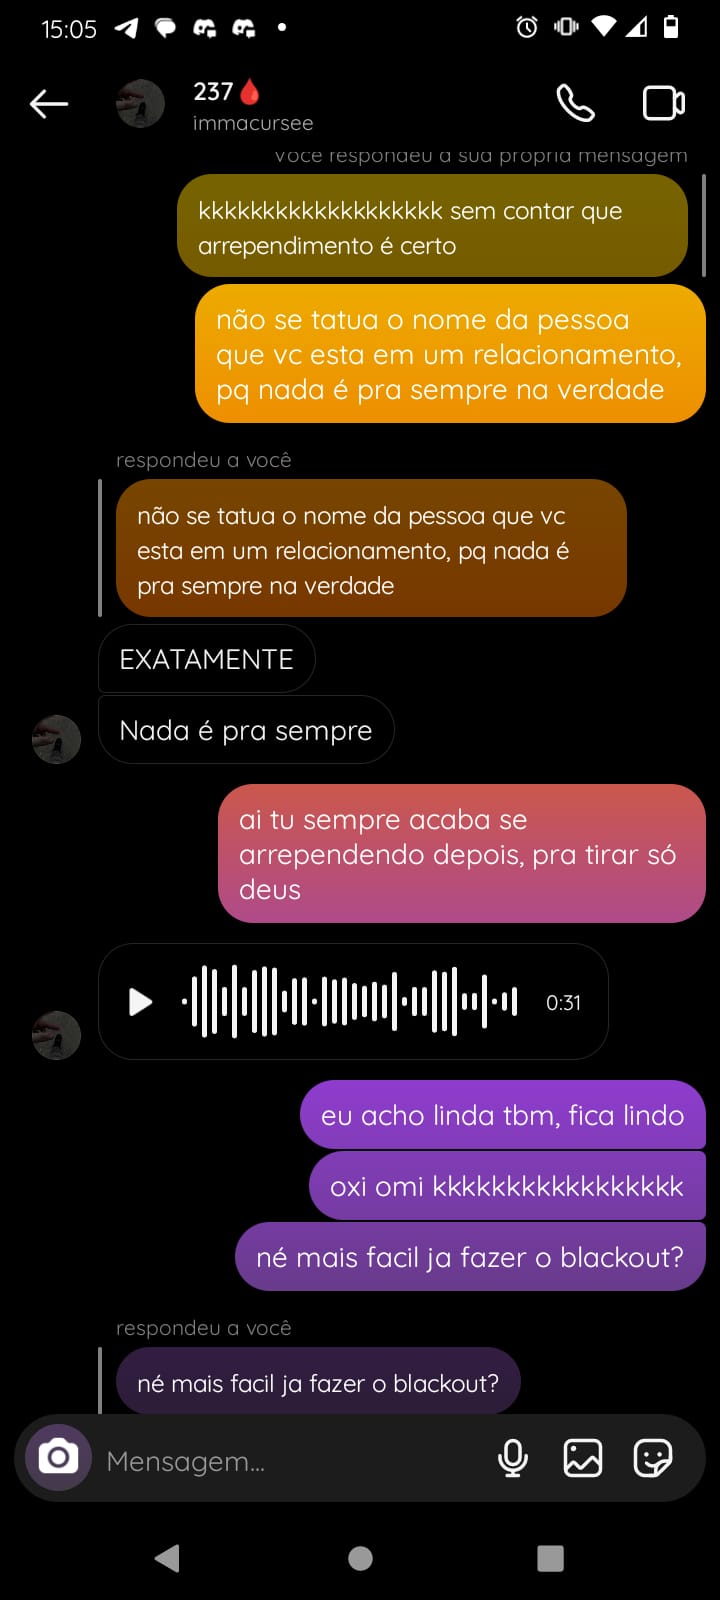 15:05
237🩸
immacursee
Você respondeu a sua própria mensagem
kkkkkkkkkkkkkkkkkkk sem contar que
arrependimento é certo
não se tatua o nome da pessoa
que vc esta em um relacionamento,
pq nada é pra sempre na verdade
respondeu a você
não se tatua o nome da pessoa que vc
esta em um relacionamento, pq nada é
pra sempre na verdade
EXATAMENTE
Nada é pra sempre
ai tu sempre acaba se
arrependendo depois, pra tirar só
deus
0:31
eu acho linda tbm, fica lindo
oxi omi kkkkkkkkkkkkkkkkkk
né mais facil ja fazer o blackout?
respondeu a você
né mais facil ja fazer o blackout?
Mensagem...